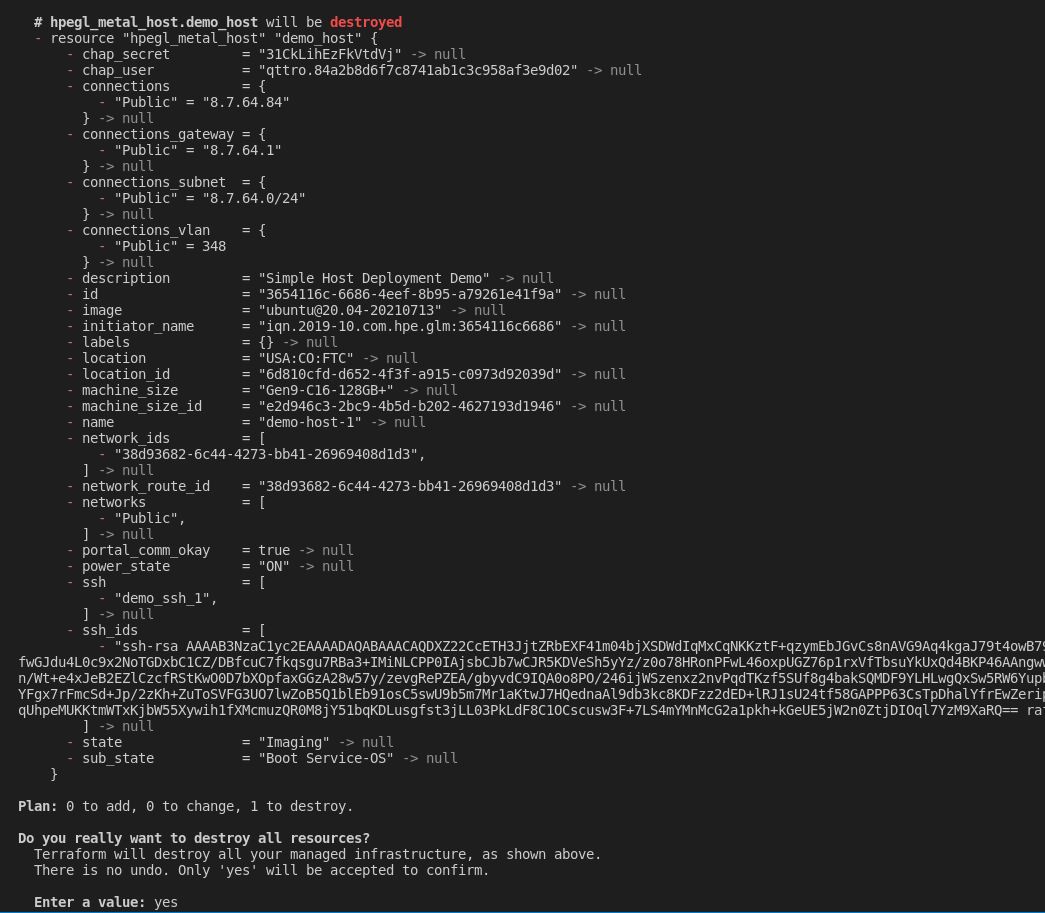 # hpegl_metal_host.demo_host will be destroyed
- resource "hpegl_metal_host" "demo_host" {
- chap_secret = "31CkLihEzFkVtdVj" -> null
- chap_user = "qttro.84a2b8d6f7c8741ab1c3c958af3e9d02" -> null
- connections = {
- "Public" = "8.7.64.84"
} -> null
- connections_gateway = {
- "Public" = "8.7.64.1"
} -> null
- connections_subnet = {
- "Public" = "8.7.64.0/24"
} -> null
- connections_vlan = {
- "Public" = 348
} -> null
- description = "Simple Host Deployment Demo" -> null
- id = "3654116c-6686-4eef-8b95-a79261e41f9a" -> null
- image = "ubuntu@20.04-20210713" -> null
- initiator_name = "iqn.2019-10.com.hpe.glm:3654116c6686" -> null
- labels = {} -> null
- location = "USA:CO:FTC" -> null
- location_id = "6d810cfd-d652-4f3f-a915-c0973d92039d" -> null
- machine_size = "Gen9-C16-128GB+" -> null
- machine_size_id = "e2d946c3-2bc9-4b5d-b202-4627193d1946" -> null
- name = "demo-host-1" -> null
- network_ids = [
- "38d93682-6c44-4273-bb41-26969408d1d3",
] -> null
- network_route_id = "38d93682-6c44-4273-bb41-26969408d1d3" -> null
- networks = [
- "Public",
] -> null
- portal_comm_okay = true -> null
- power_state = "ON" -> null
- ssh = [
- "demo_ssh_1",
] -> null
- ssh_ids = [
- "ssh-rsa AAAAB3NzaC1yc2EAAAADAQABAAACAQDXZ22CcETH3JjtZRbEXF41m04bjXSDWdIqMxCqNKKztF+qzymEbJGvCs8nAVG9Aq4kgaJ79t4owB79
fwGJdu4L0c9x2NoTGDxbC1CZ/DBfcuC7fkqsgu7RBa3+IMiNLCPP0IAjsbCJb7wCJR5KDVeSh5yYz/z0o78HRonPFwL46oxpUGZ76p1rxVfTbsuYkUxQd4BKP46AAngw
n/Wt+e4xJeB2EZlCzcfRStKwO0D7bXOpfaxGGzA28w57y/zevgRePZEA/gbyvdC9IQA0o8PO/246ijWSzenxz2nvPqdTKzf5SUf8g4bakSQMDF9YLHLwgQxSw5RW6Yupb
YFgx7rFmcSd+Jp/2zKh+ZuToSVFG3UO7lwZoB5Q1blEb91osC5swU9b5m7Mr1aKtwJ7HQednaAl9db3kc8KDFzz2dED+lRJ1sU24tf58GAPPP63CsTpDhalYfrEwZerip
qUhpeMUKKtmWTxKjbW55Xywih1fXMcmuzQR0M8jY51bqKDLusgfst3jLL03PkLdF8C1OCscusw3F+7LS4mYMnMcG2a1pkh+kGeUE5jW2n0ZtjDIOql7YzM9XaRQ== rat
] -> null
- state = "Imaging" -> null
- sub_state = "Boot Service-OS" -> null
}
Plan: 0 to add, 0 to change, 1 to destroy.
Do you really want to destroy all resources?
Terraform will destroy all your managed infrastructure, as shown above.
There is no undo. Only 'yes' will be accepted to confirm.
Enter a value: yes